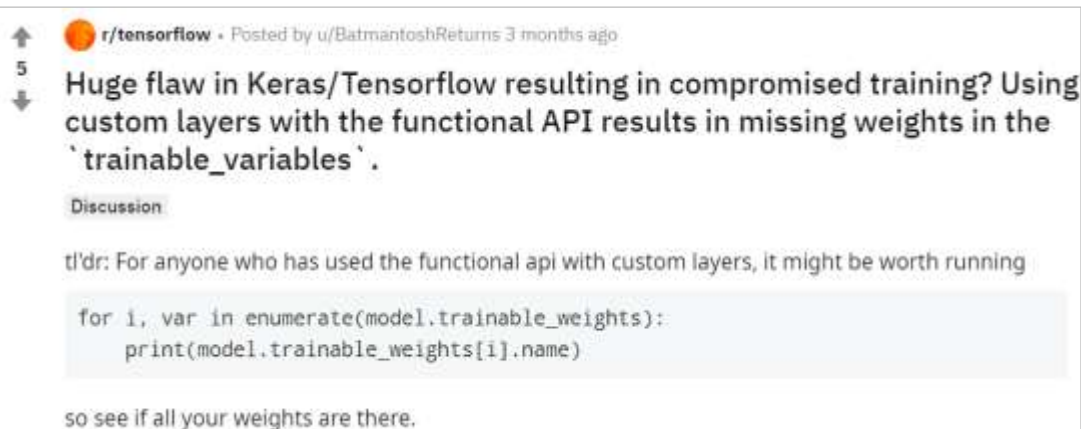 r/tensorflow • Posted by u/BatmantoshReturns 3 months ago
5
Huge flaw in Keras/Tensorflow resulting in compromised training? Using
custom layers with the functional API results in missing weights in the
`trainable_variables`.
Discussion
tl'dr: For anyone who has used the functional api with custom layers, it might be worth running
for i, var in enumerate(model.trainable_weights):
    print(model.trainable_weights[i].name)
so see if all your weights are there.